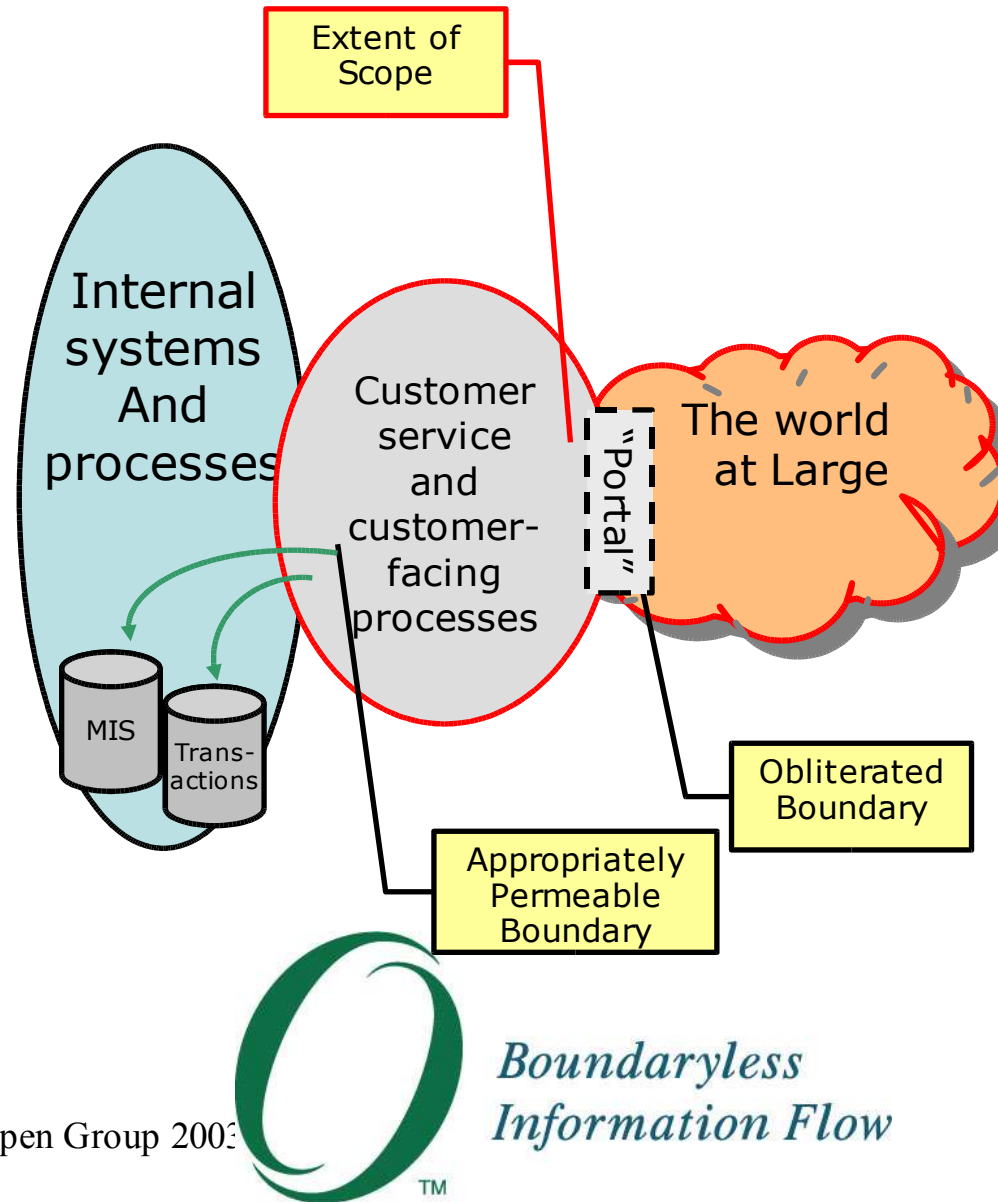 Extent of
Scope
Internal
systems
And
processes
Customer
service
and
customer-
facing
processes
"Portal"
The world
at Large
MIS
Trans-
actions
Obliterated
Boundary
Appropriately
Permeable
Boundary
Boundaryless
Information Flow
pen Group 2003
TM